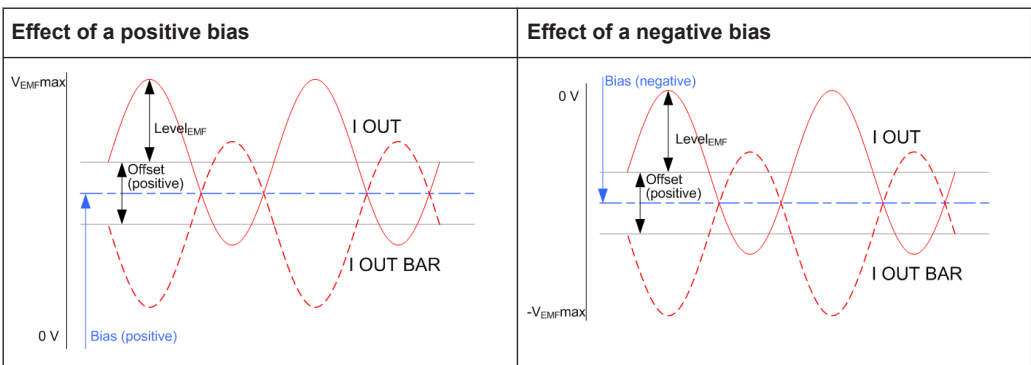 Effect of a positive bias
VEMFmax
LevelEMF
I OUT
Offset
(positive)
I OUT BAR
0 V
Bias (positive)
Effect of a negative bias
Bias (negative)
0 V
LevelEMF
I OUT
Offset
(positive)
I OUT BAR
-VEMFmax